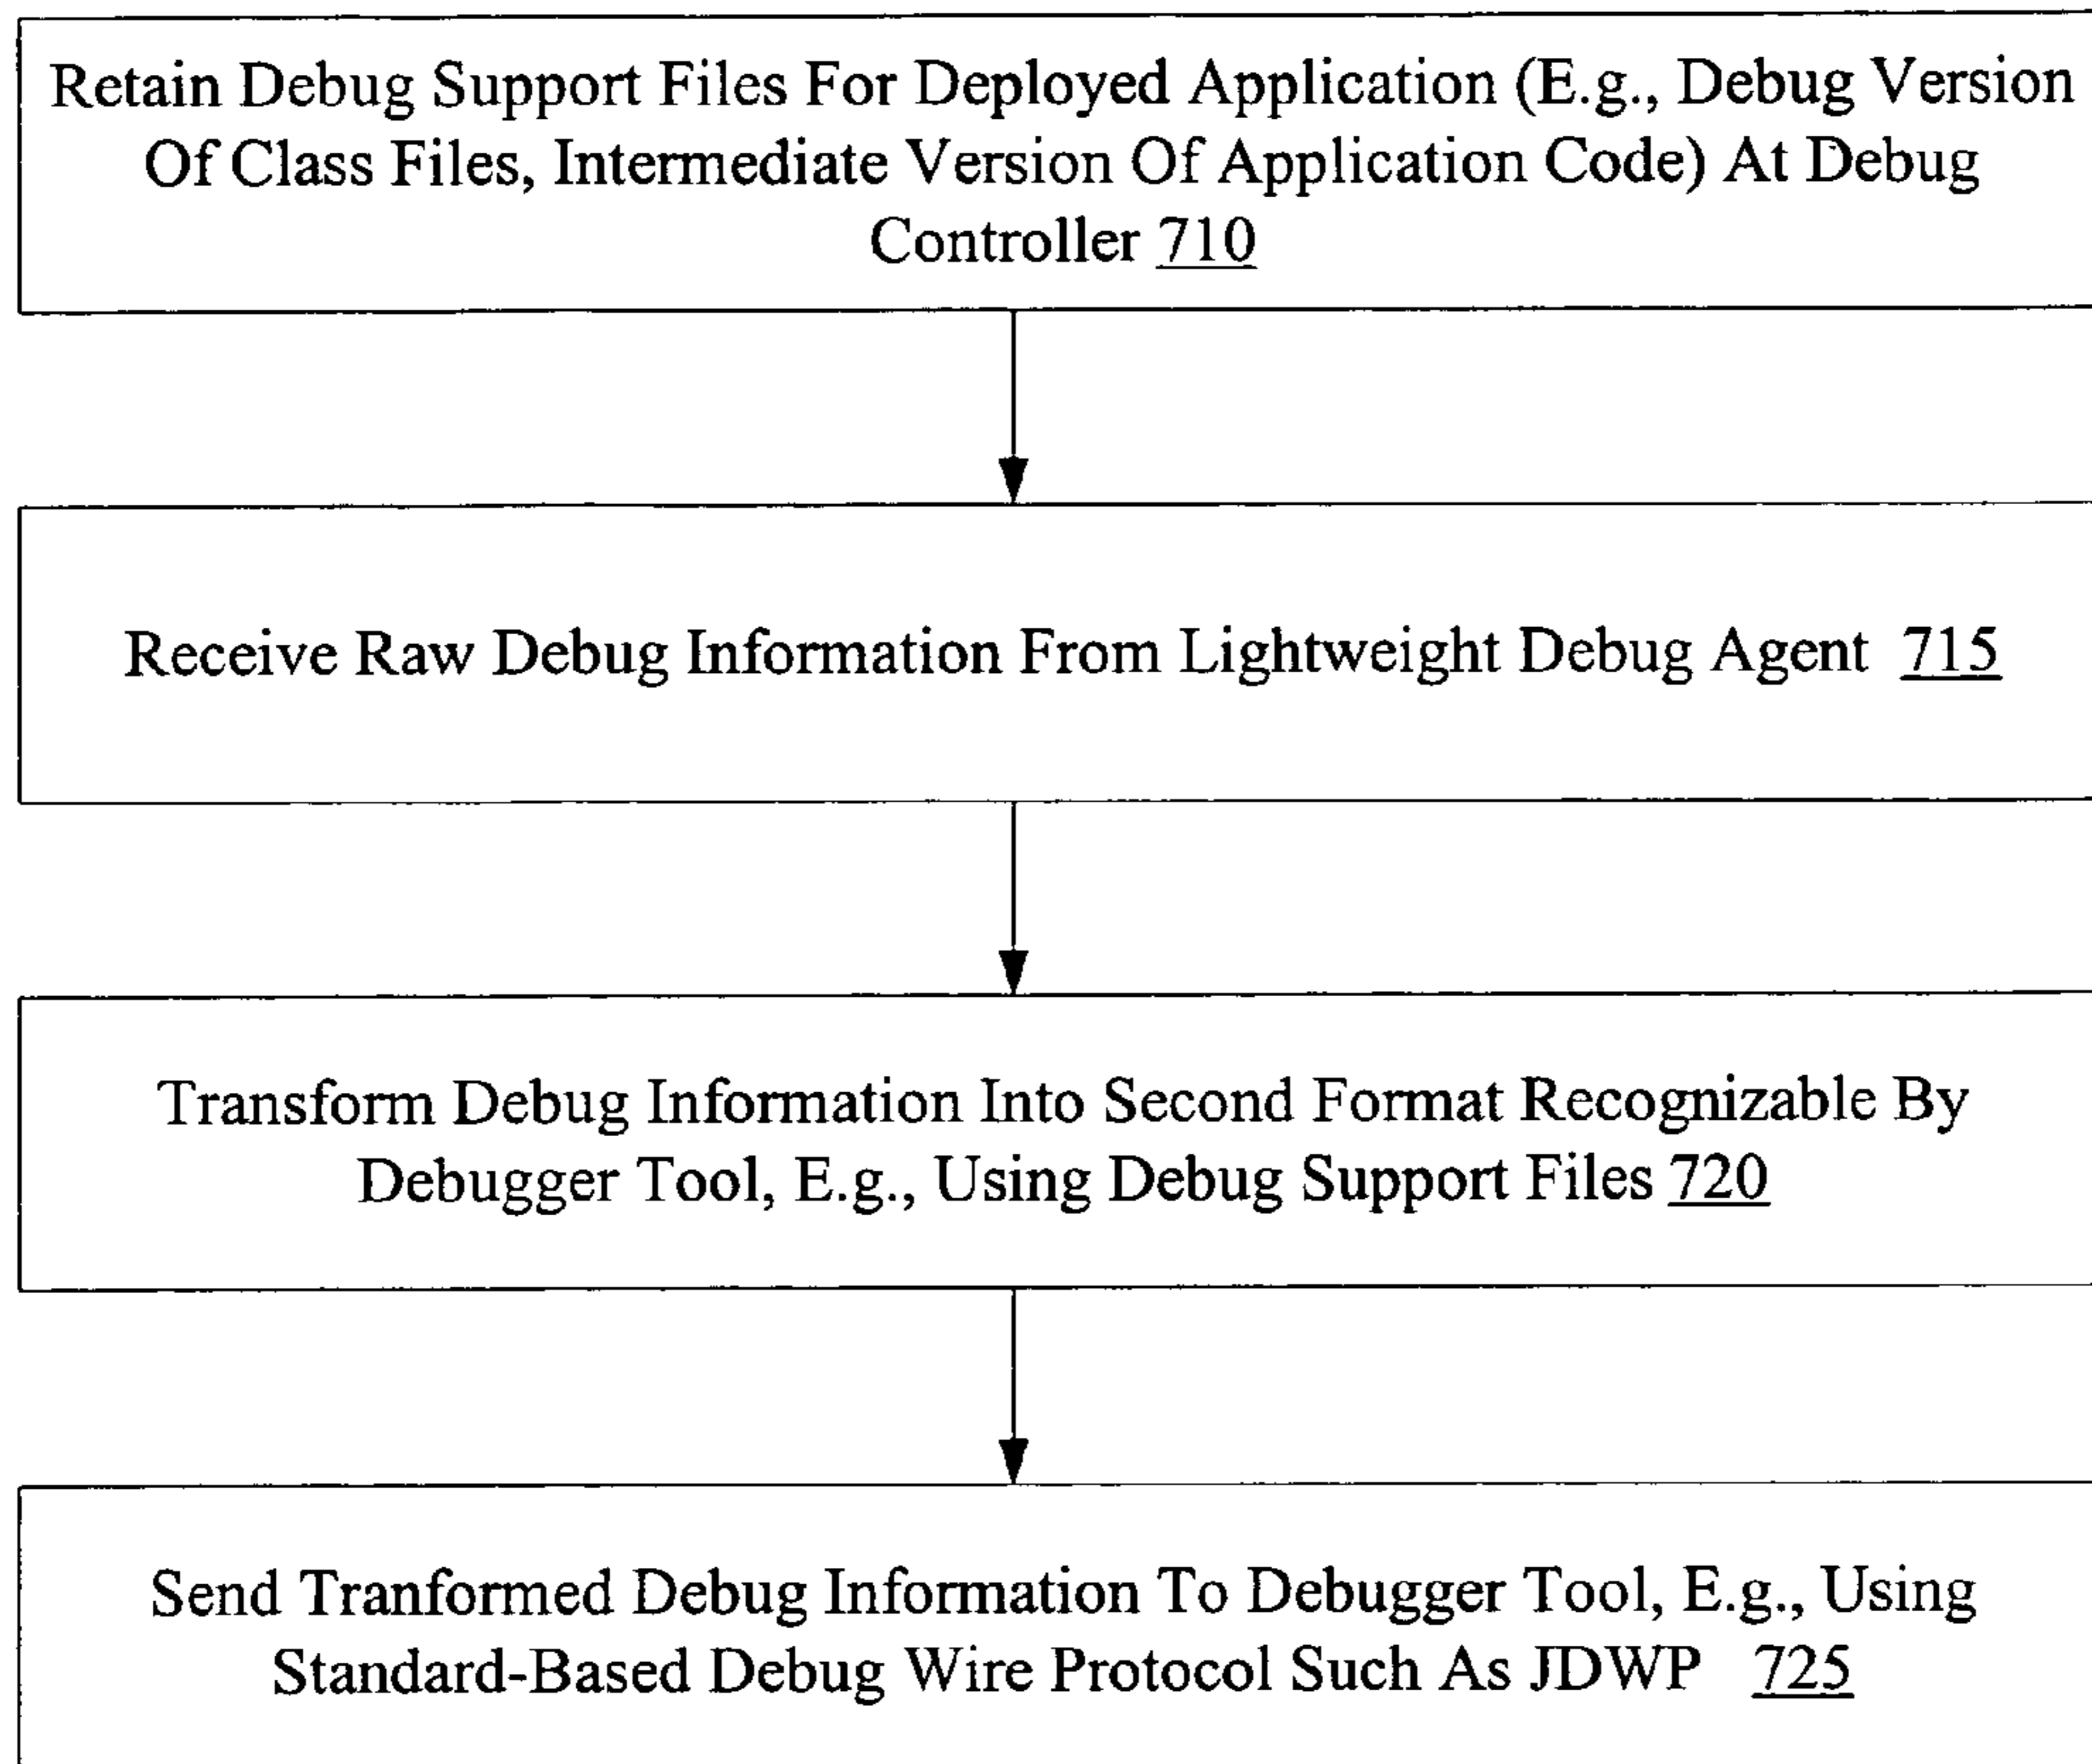 Retain Debug Support Files For Deployed Application (E.g., Debug Version
Of Class Files, Intermediate Version Of Application Code) At Debug
Controller 710
Receive Raw Debug Information From Lightweight Debug Agent 715
Transform Debug Information Into Second Format Recognizable By
Debugger Tool, E.g., Using Debug Support Files 720
Send Tranformed Debug Information To Debugger Tool, E.g., Using
Standard-Based Debug Wire Protocol Such As JDWP 725